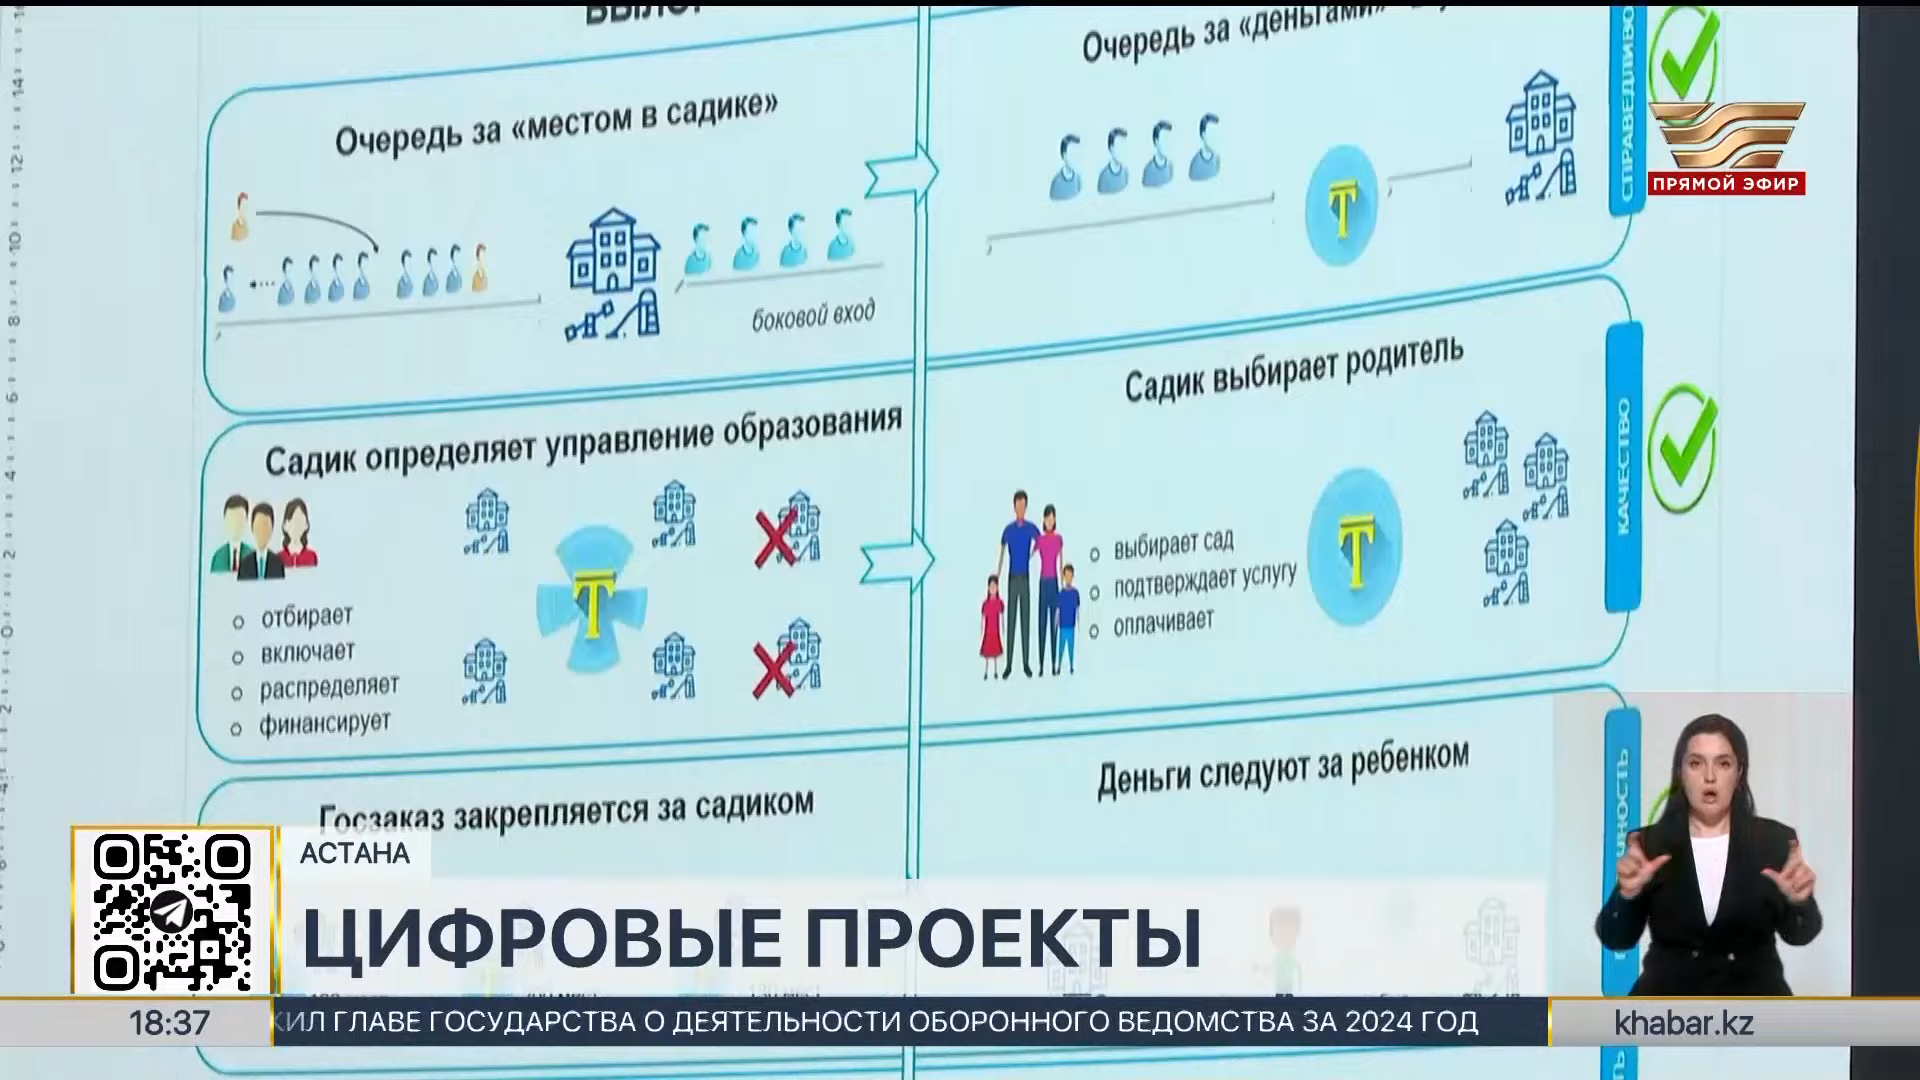 БЫЛО
Очередь за «местом в садике»
боковой вход
Очередь за «деньгами»
Садик определяет управление образования
отбирает
включает
распределяет
финансирует
Садик выбирает родитель
выбирает сад
подтверждает услугу
оплачивает
КАЧЕСТВО
Т
Т
Т
ПРЯМОЙ ЭФИР
Госзаказ закрепляется за садиком
Деньги следуют за ребенком
АСТАНА
ЦИФРОВЫЕ ПРОЕКТЫ
18:37
ГЛАВЕ ГОСУДАРСТВА О ДЕЯТЕЛЬНОСТИ ОБОРОННОГО ВЕДОМСТВА ЗА 2024 ГОД
khabar.kz